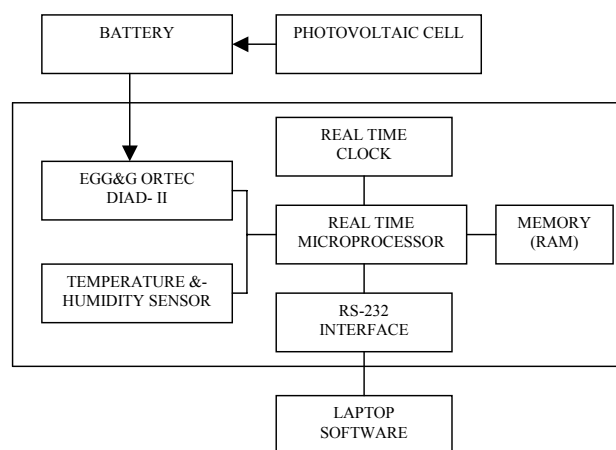 BATTERY
PHOTOVOLTAIC CELL
REAL TIME
CLOCK
EGG&G ORTEC
DIAD- II
REAL TIME
MICROPROCESSOR
MEMORY
(RAM)
TEMPERATURE &-
HUMIDITY SENSOR
RS-232
INTERFACE
LAPTOP
SOFTWARE